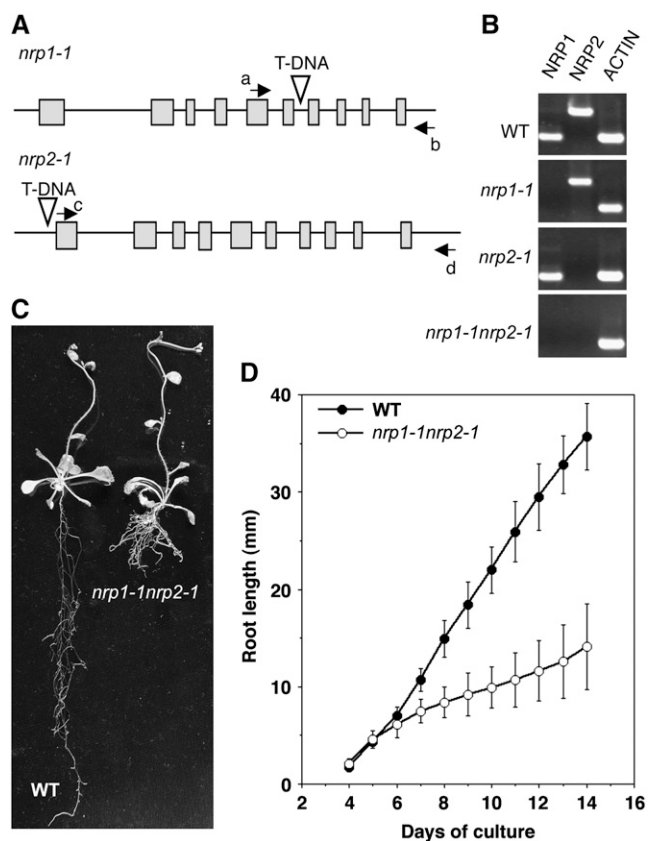 A
nrp1-1
T-DNA
a
b
nrp2-1
T-DNA
c
d
B
NRP1
NRP2
ACTIN
WT
nrp1-1
nrp2-1
nrp1-1nrp2-1
C
nrp1-1nrp2-1
WT
D
40
30
20
10
0
Root length (mm)
WT
nrp1-1nrp2-1
2 4 6 8 10 12 14 16
Days of culture